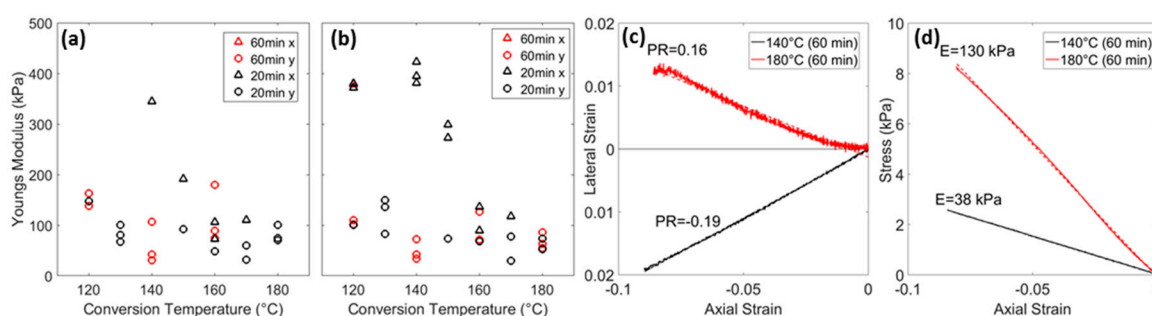 (a)
60min x
60min y
20min x
20min y
Youngs Modulus (kPa)
500
400
300
200
100
0
120 140 160 180
Conversion Temperature (°C)
(b)
60min x
60min y
20min x
20min y
120 140 160 180
Conversion Temperature (°C)
(c)
140°C (60 min)
180°C (60 min)
PR=0.16
PR=-0.19
Lateral Strain
0.02
0.01
0
0.01
0.02
-0.1 -0.05 0
Axial Strain
(d)
140°C (60 min)
180°C (60 min)
E=130 kPa
E=38 kPa
Stress (kPa)
10
8
6
4
2
0
-0.1 -0.05
Axial Strain